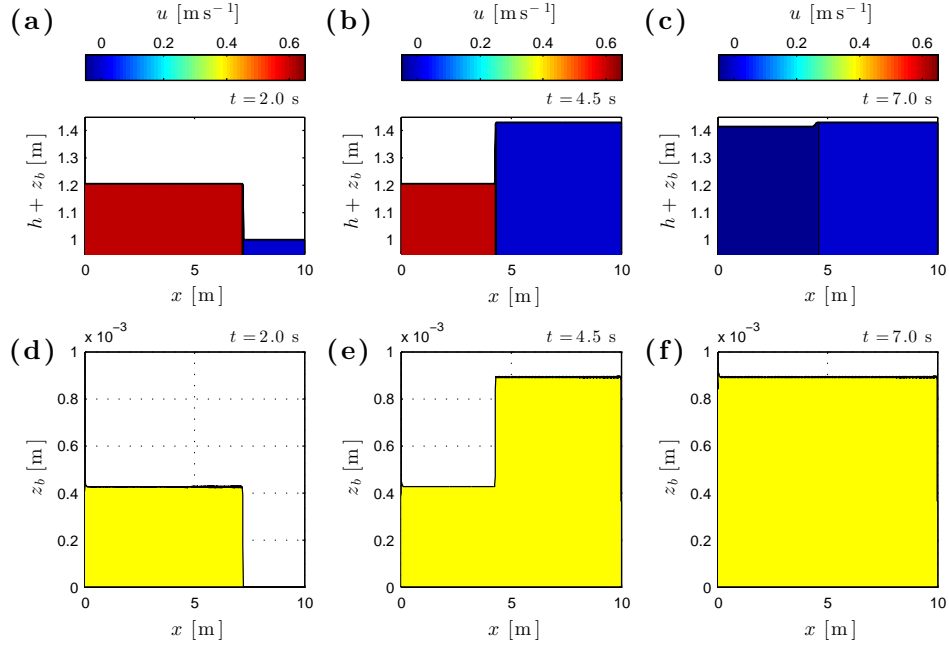 (a) u [m s⁻¹] (b) u [m s⁻¹] (c) u [m s⁻¹]
0 0.2 0.4 0.6 0 0.2 0.4 0.6 0 0.2 0.4 0.6
t = 2.0 s t = 4.5 s t = 7.0 s
h + z_b [m] h + z_b [m] h + z_b [m]
1.4 1.4 1.4
1.3 1.3 1.3
1.2 1.2 1.2
1.1 1.1 1.1
1 1 1
0 5 10 0 5 10 0 5 10
x [m] x [m] x [m]
(d) x 10⁻³ t = 2.0 s (e) x 10⁻³ t = 4.5 s (f) x 10⁻³ t = 7.0 s
z_b [m] z_b [m] z_b [m]
1 1 1
0.8 0.8 0.8
0.6 0.6 0.6
0.4 0.4 0.4
0.2 0.2 0.2
0 0 0
0 5 10 0 5 10 0 5 10
x [m] x [m] x [m]